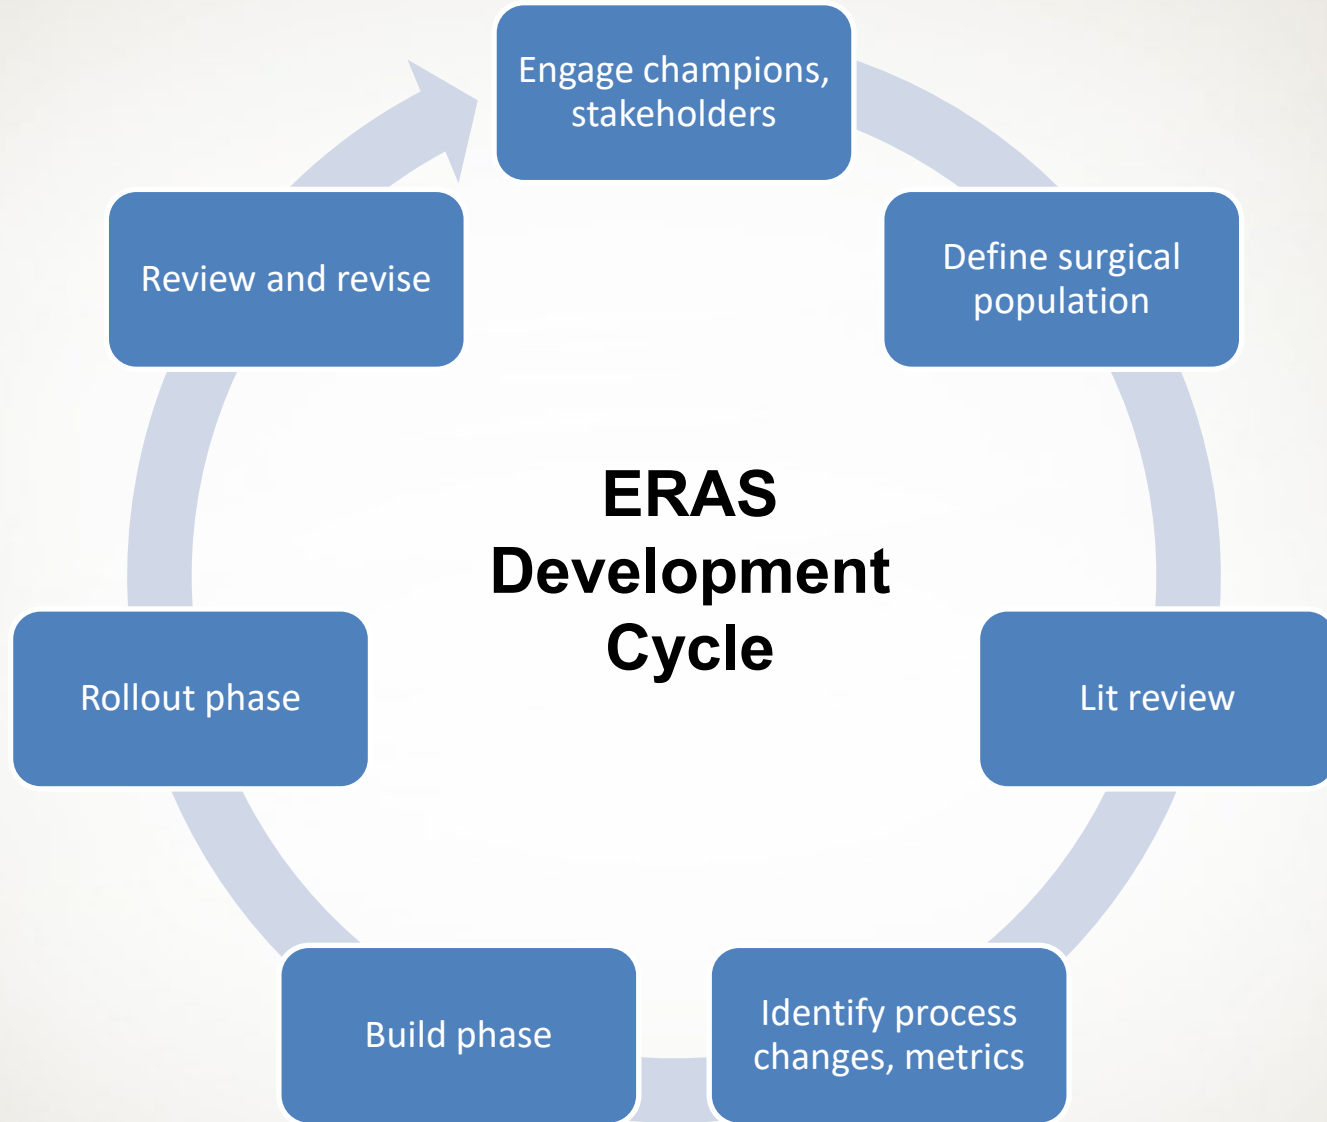 Engage champions,
stakeholders
Define surgical
population
Lit review
Identify process
changes, metrics
Build phase
Rollout phase
Review and revise
ERAS
Development
Cycle